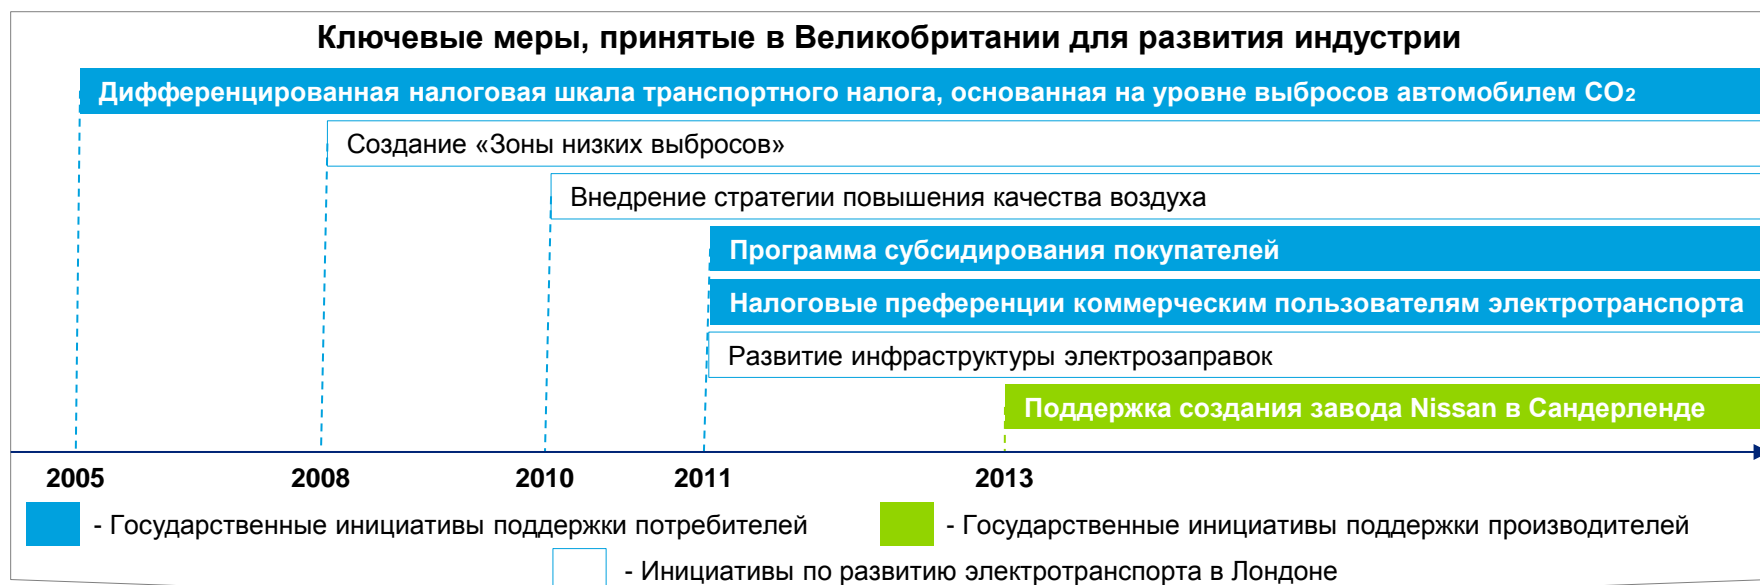 Ключевые меры, принятые в Великобритании для развития индустрии
Дифференцированная налоговая шкала транспортного налога, основанная на уровне выбросов автомобилем CO₂
Создание «Зоны низких выбросов»
Внедрение стратегии повышения качества воздуха
Программа субсидирования покупателей
Налоговые преференции коммерческим пользователям электротранспорта
Развитие инфраструктуры электрозаправок
Поддержка создания завода Nissan в Сандерленде
2005 2008 2010 2011 2013
- Государственные инициативы поддержки потребителей - Государственные инициативы поддержки производителей
- Инициативы по развитию электротранспорта в Лондоне